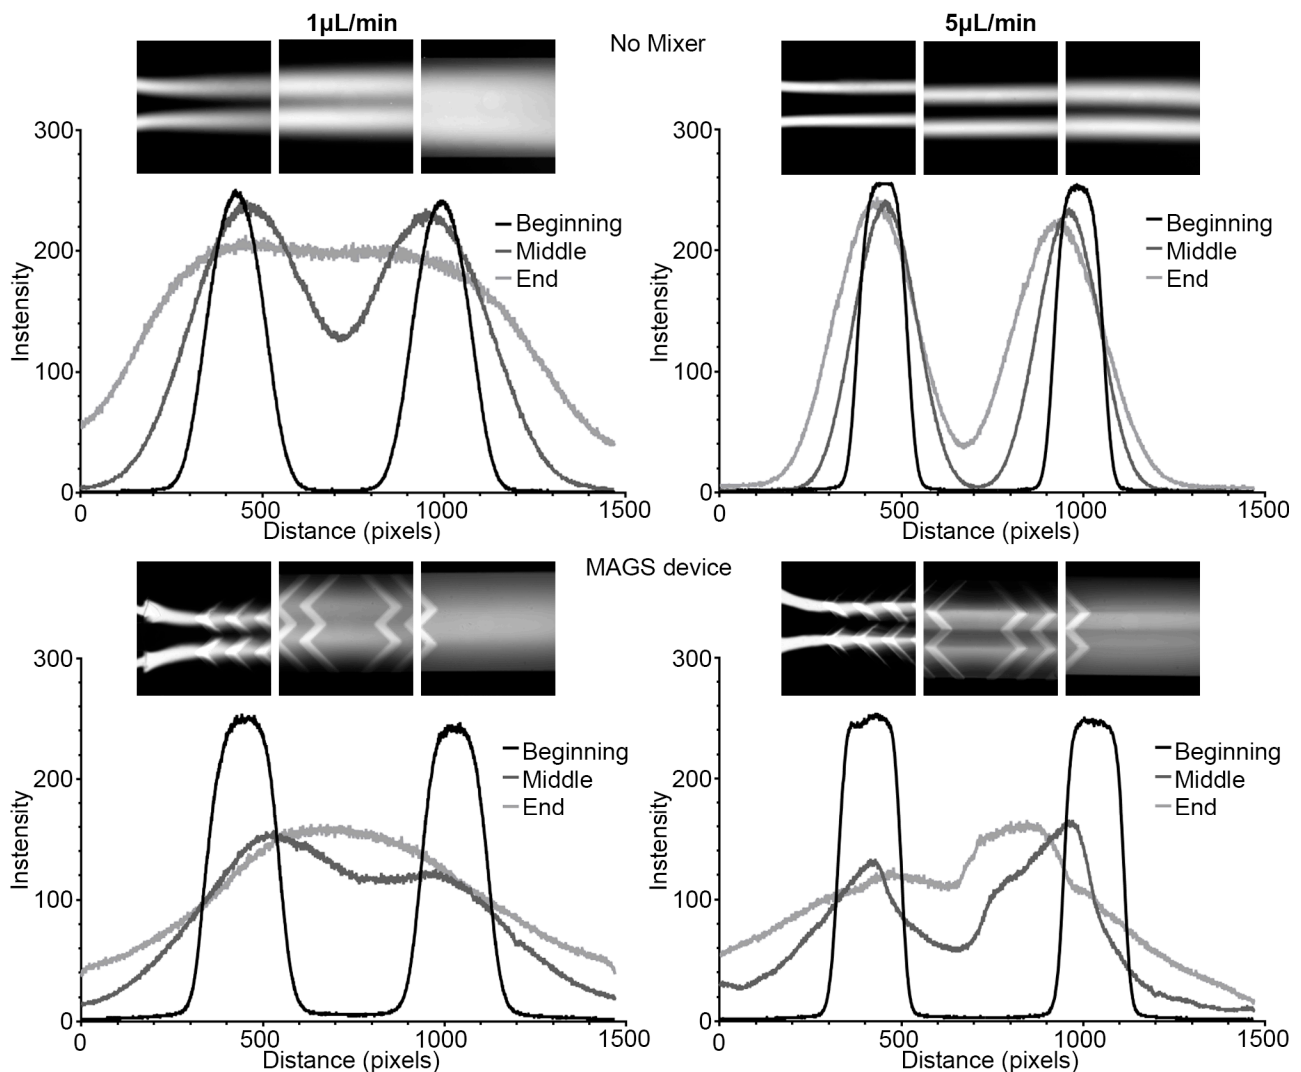 1µL/min
5µL/min
No Mixer
300
200
100
0
Instensity
Beginning
Middle
End
0
500
1000
1500
Distance (pixels)
300
200
100
0
Instensity
Beginning
Middle
End
0
500
1000
1500
Distance (pixels)
MAGS device
300
200
100
0
Instensity
Beginning
Middle
End
0
500
1000
1500
Distance (pixels)
300
200
100
0
Instensity
Beginning
Middle
End
0
500
1000
1500
Distance (pixels)